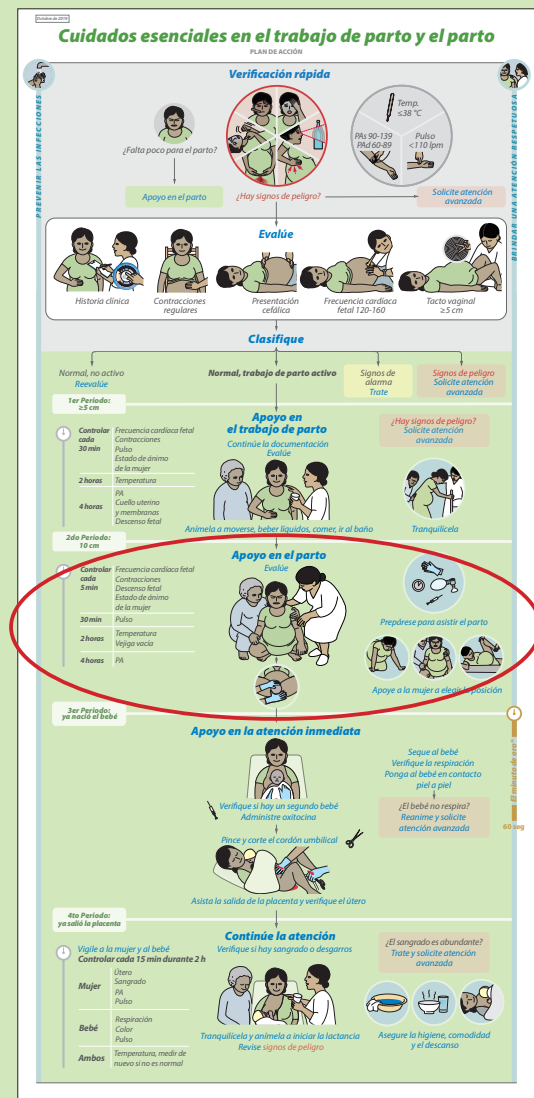 Octubre de 2019
Cuidados esenciales en el trabajo de parto y el parto
PLAN DE ACCIÓN
PREVENIR LAS INFECCIONES
BRINDAR UNA ATENCIÓN RESPETUOSA
Verificación rápida
¿Falta poco para el parto?
Temp.
≤38 °C
PAs 90-139
PAd 60-89
Pulso
<110 lpm
Apoyo en el parto
¿Hay signos de peligro?
Solicite atención
avanzada
Evalúe
Historia clínica
Contracciones
regulares
Presentación
cefálica
Frecuencia cardíaca
fetal 120-160
Tacto vaginal
≥5 cm
Clasifique
Normal, no activo
Reevalúe
Normal, trabajo de parto activo
Signos de
alarma
Trate
Signos de peligro
Solicite atención
avanzada
1er Periodo:
≥5 cm
Controlar
cada
30 min
Frecuencia cardíaca fetal
Contracciones
Pulso
Estado de ánimo
de la mujer
2 horas
Temperatura
4 horas
PA
Cuello uterino
y membranas
Descenso fetal
Apoyo en
el trabajo de parto
Continúe la documentación
Evalúe
Anímela a moverse, beber líquidos, comer, ir al baño
¿Hay signos de peligro?
Solicite atención
avanzada
Tranquilícela
2do Periodo:
10 cm
Controlar
cada
5 min
Frecuencia cardíaca fetal
Contracciones
Descenso fetal
Estado de ánimo
de la mujer
30 min
Pulso
2 horas
Temperatura
Vejiga vacía
4 horas
PA
Apoyo en el parto
Evalúe
Prepárese para asistir el parto
Apoye a la mujer a elegir la posición
3er Periodo:
ya nació el bebé
Apoyo en la atención inmediata
Verifique si hay un segundo bebé
Administre oxitocina
Pince y corte el cordón umbilical
Asista la salida de la placenta y verifique el útero
Seque al bebé
Verifique la respiración
Ponga al bebé en contacto
piel a piel
¿El bebé no respira?
Reanime y solicite
atención avanzada
El minuto de oro®
60 seg
4to Periodo:
ya salió la placenta
Vigile a la mujer y al bebé
Controlar cada 15 min durante 2 h
Mujer
Útero
Sangrado
PA
Pulso
Bebé
Respiración
Color
Pulso
Ambos
Temperatura, medir de
nuevo si no es normal
Continúe la atención
Verifique si hay sangrado o desgarros
Tranquilícela y anímela a iniciar la lactancia
Revise signos de peligro
¿El sangrado es abundante?
Trate y solicite atención
avanzada
Asegure la higiene, comodidad
y el descanso